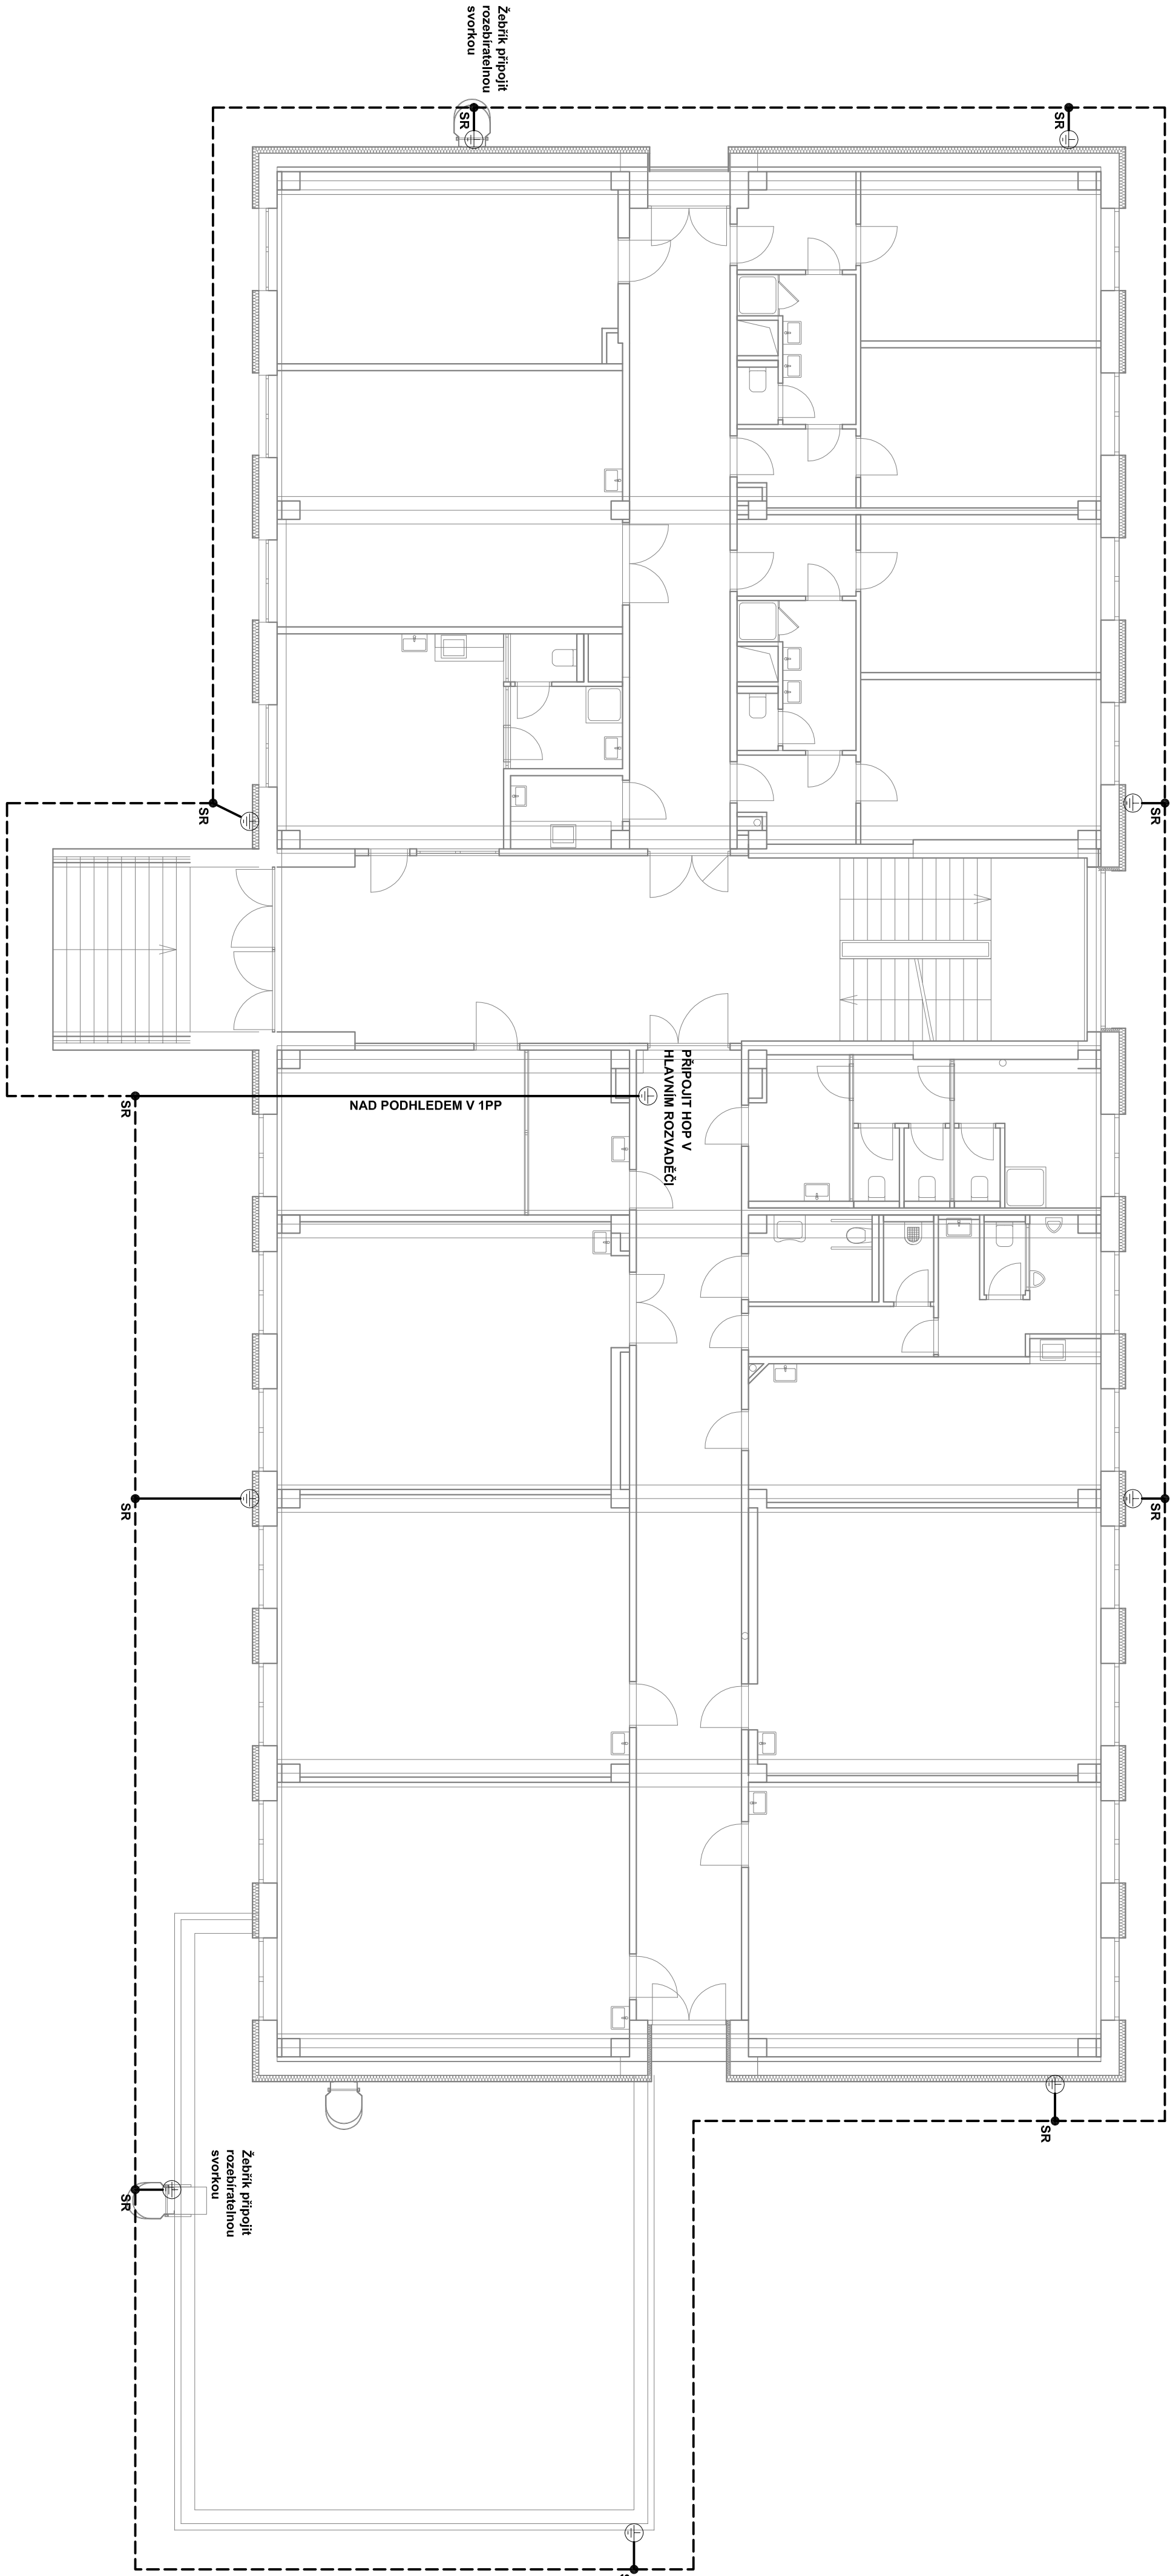 Žebřík připojit
rozebíratelnou
svorkou
SR
SR
SR
SR
PŘIPOJIT HOP V
HLAVNÍM ROZVADĚČI
NAD PODHLEDEM V 1PP
SR
SR
SR
SR
Žebřík připojit
rozebíratelnou
svorkou
SR